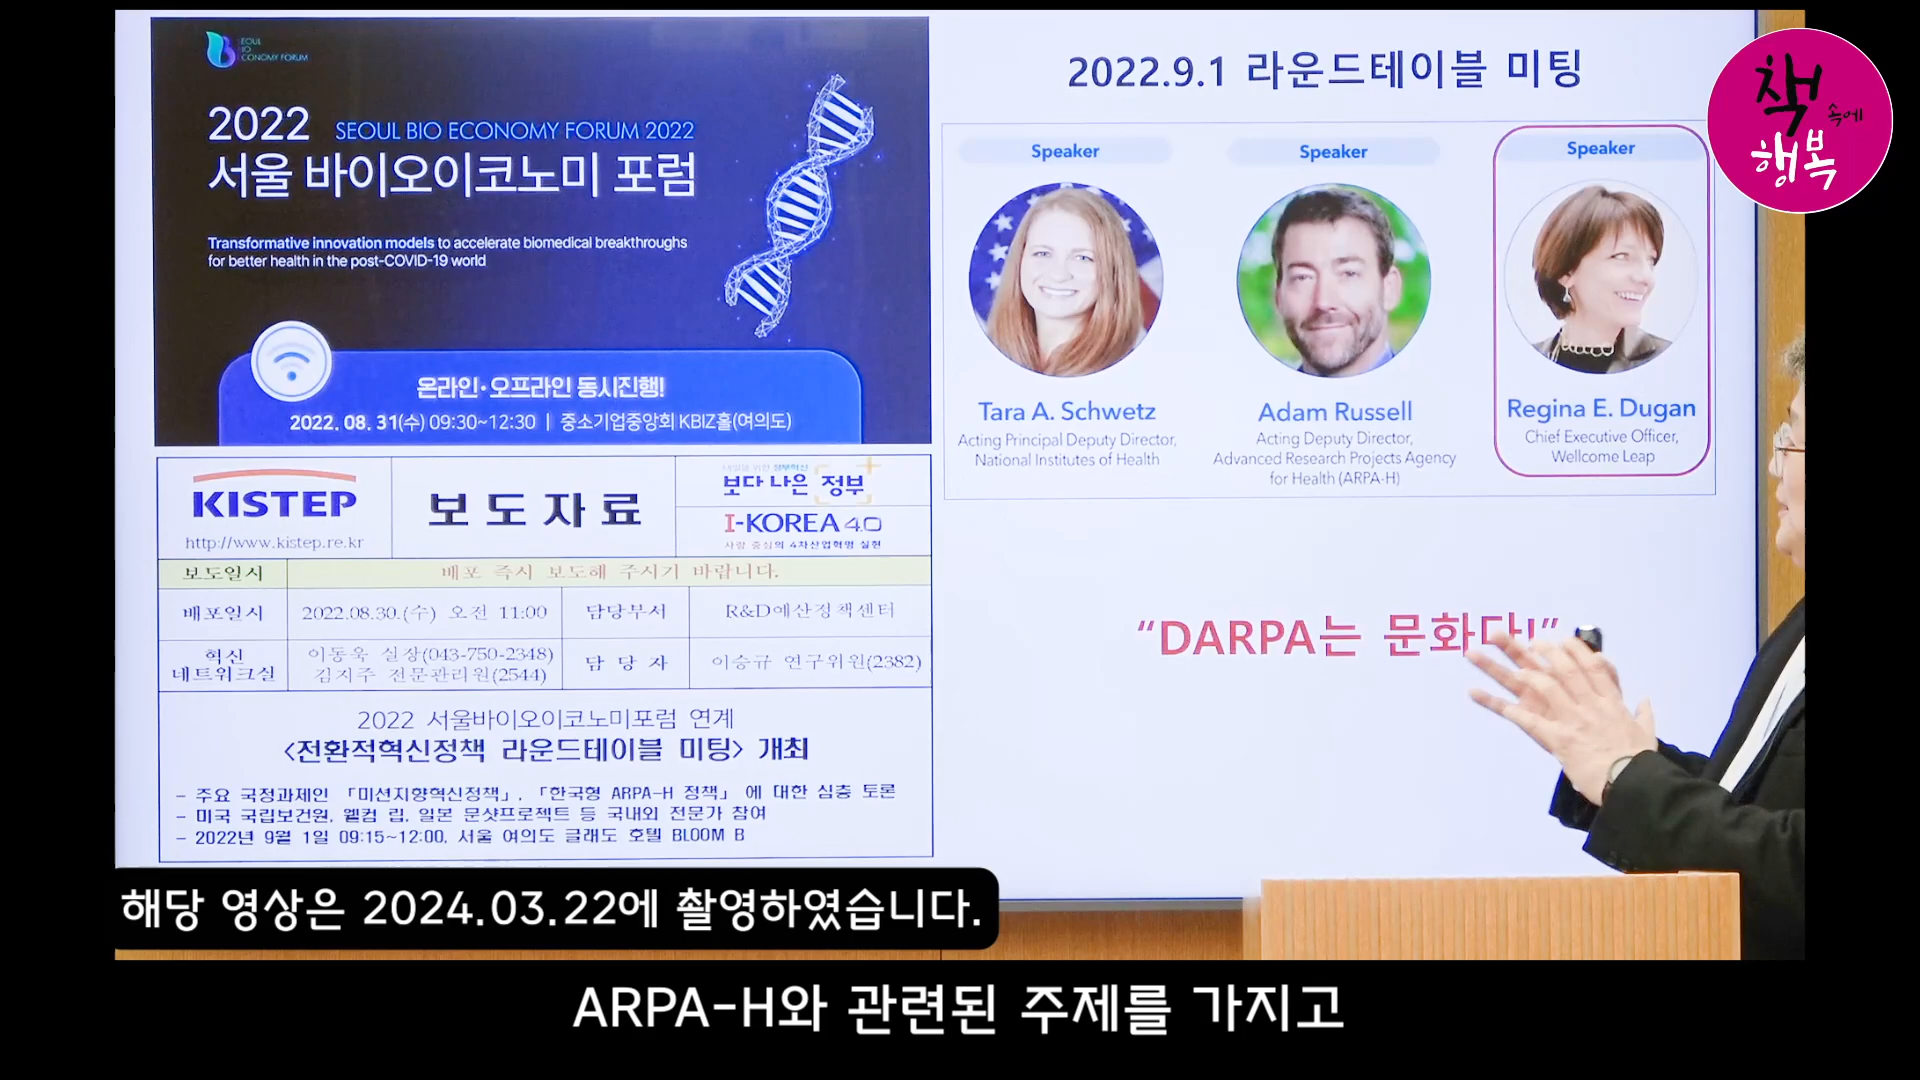 EOUL
IO
CONOMY FORUM
2022 SEOUL BIO ECONOMY FORUM 2022
서울 바이오이코노미 포럼
Transformative innovation models to accelerate biomedical breakthroughs
for better health in the post-COVID-19 world
온라인·오프라인 동시진행!
2022. 08. 31(수) 09:30~12:30 | 중소기업중앙회 KBIZ홀(여의도)
KISTEP
http://www.kistep.re.kr
보도자료
보다 나은 정부
I-KOREA 4.0
사람 중심의 4차산업혁명 실현
보도일시
배포 즉시 보도해 주시기 바랍니다.
배포일시
2022.08.30.(수) 오전 11:00
담당부서
R&D예산정책센터
혁신
네트워크실
이동욱 실장(043-750-2348)
김지주 전문관리원(2544)
담 당 자
이승규 연구위원(2382)
2022 서울바이오이코노미포럼 연계
<전환적혁신정책 라운드테이블 미팅> 개최
- 주요 국정과제인 「미션지향혁신정책」, 「한국형 ARPA-H 정책」 에 대한 심층 토론
- 미국 국립보건원, 웰컴 립, 일본 문샷프로젝트 등 국내외 전문가 참여
- 2022년 9월 1일 09:15~12:00, 서울 여의도 글래드 호텔 BLOOM B
2022.9.1 라운드테이블 미팅
Speaker
Tara A. Schwetz
Acting Principal Deputy Director,
National Institutes of Health
Speaker
Adam Russell
Acting Deputy Director,
Advanced Research Projects Agency
for Health (ARPA-H)
Speaker
Regina E. Dugan
Chief Executive Officer,
Wellcome Leap
“DARPA는 문화다!”
책
속에
행복
해당 영상은 2024.03.22에 촬영하였습니다.
ARPA-H와 관련된 주제를 가지고